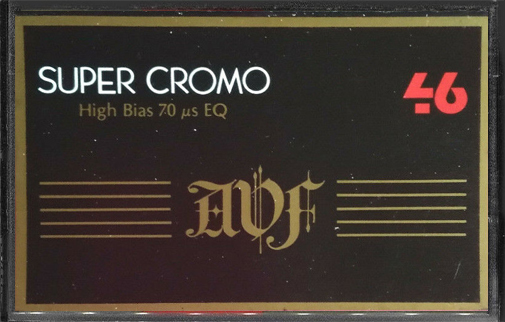 SUPER CROMO
High Bias 70 µs EQ
46
AVF